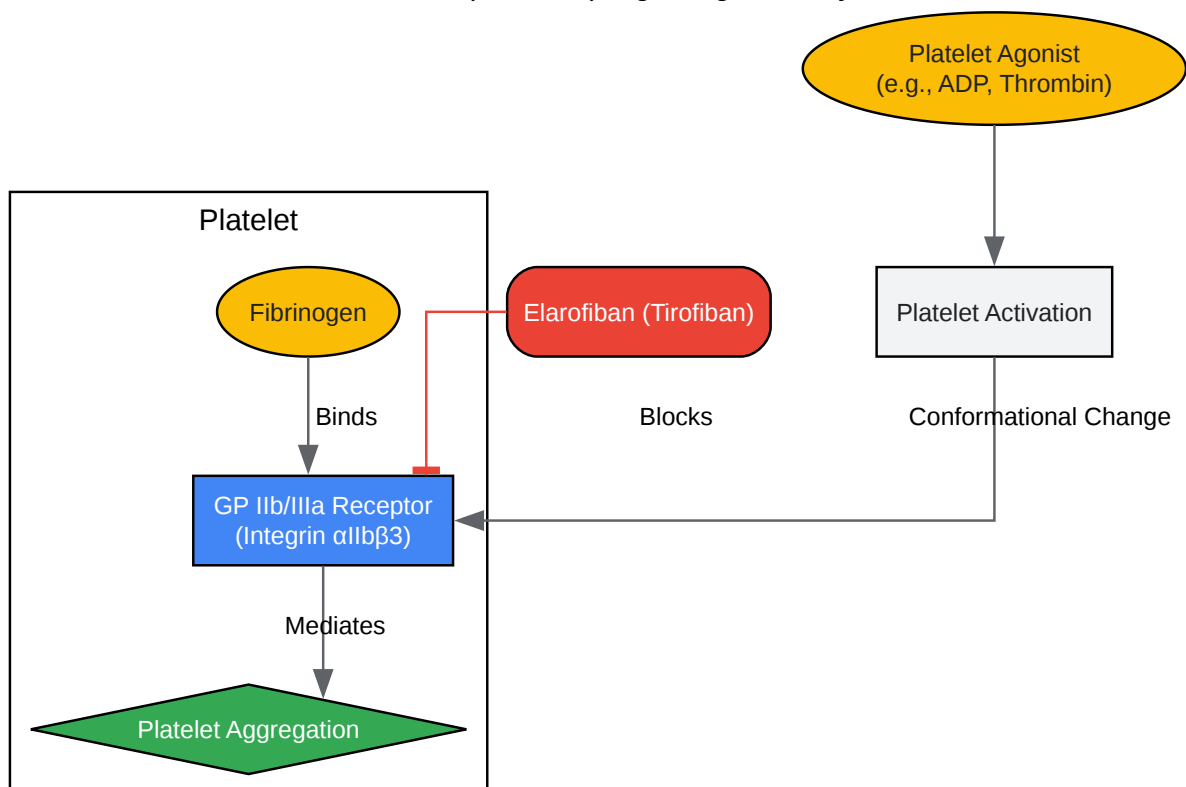 Platelet Agonist
(e.g., ADP, Thrombin)
Platelet
Fibrinogen
Elarofiban (Tirofiban)
Platelet Activation
Binds
Blocks
Conformational Change
GP IIb/IIIa Receptor
(Integrin αIIbβ3)
Mediates
Platelet Aggregation